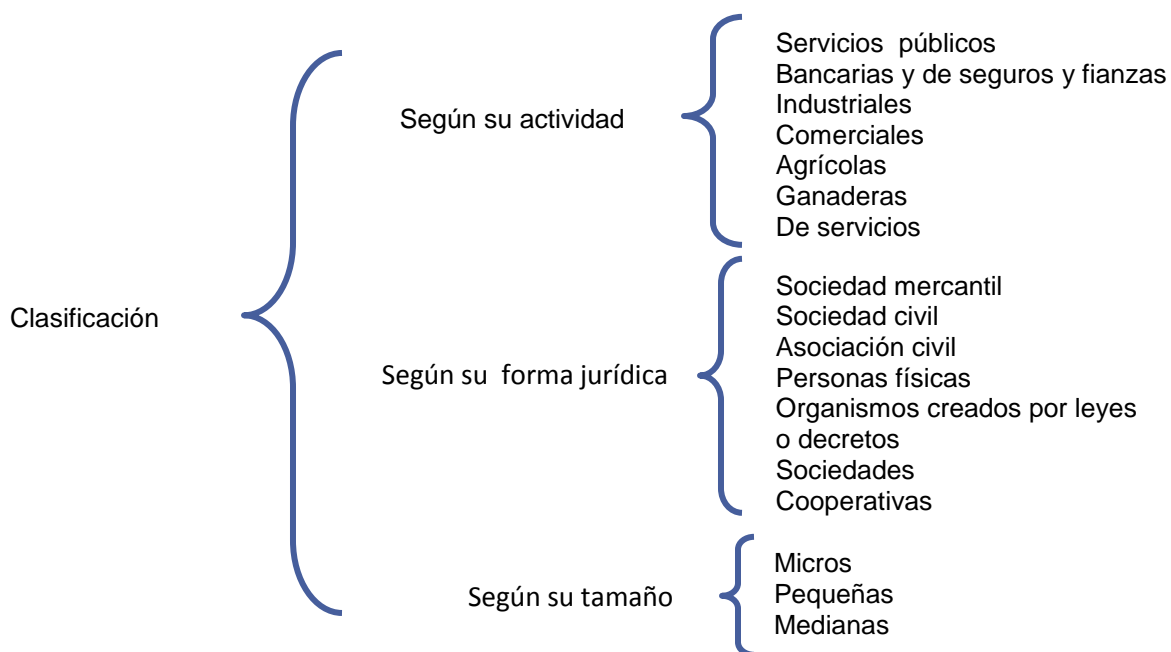 Clasificación
Según su actividad
Servicios públicos
Bancarias y de seguros y fianzas
Industriales
Comerciales
Agrícolas
Ganaderas
De servicios
Según su forma jurídica
Sociedad mercantil
Sociedad civil
Asociación civil
Personas físicas
Organismos creados por leyes
o decretos
Sociedades
Cooperativas
Según su tamaño
Micros
Pequeñas
Medianas